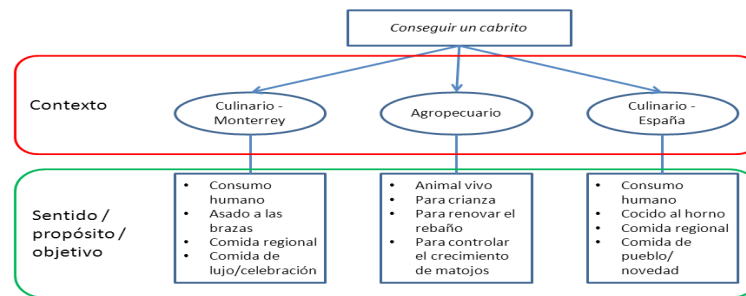 Conseguir un cabrito
Contexto
Culinario -
Monterrey
Agropecuario
Culinario -
España
Sentido /
propósito /
objetivo
• Consumo
humano
• Asado a las
brazas
• Comida regional
• Comida de
lujo/celebración
• Animal vivo
• Para crianza
• Para renovar el
rebaño
• Para controlar
el crecimiento
de matojos
• Consumo
humano
• Cocido al horno
• Comida regional
• Comida de
pueblo/
novedad